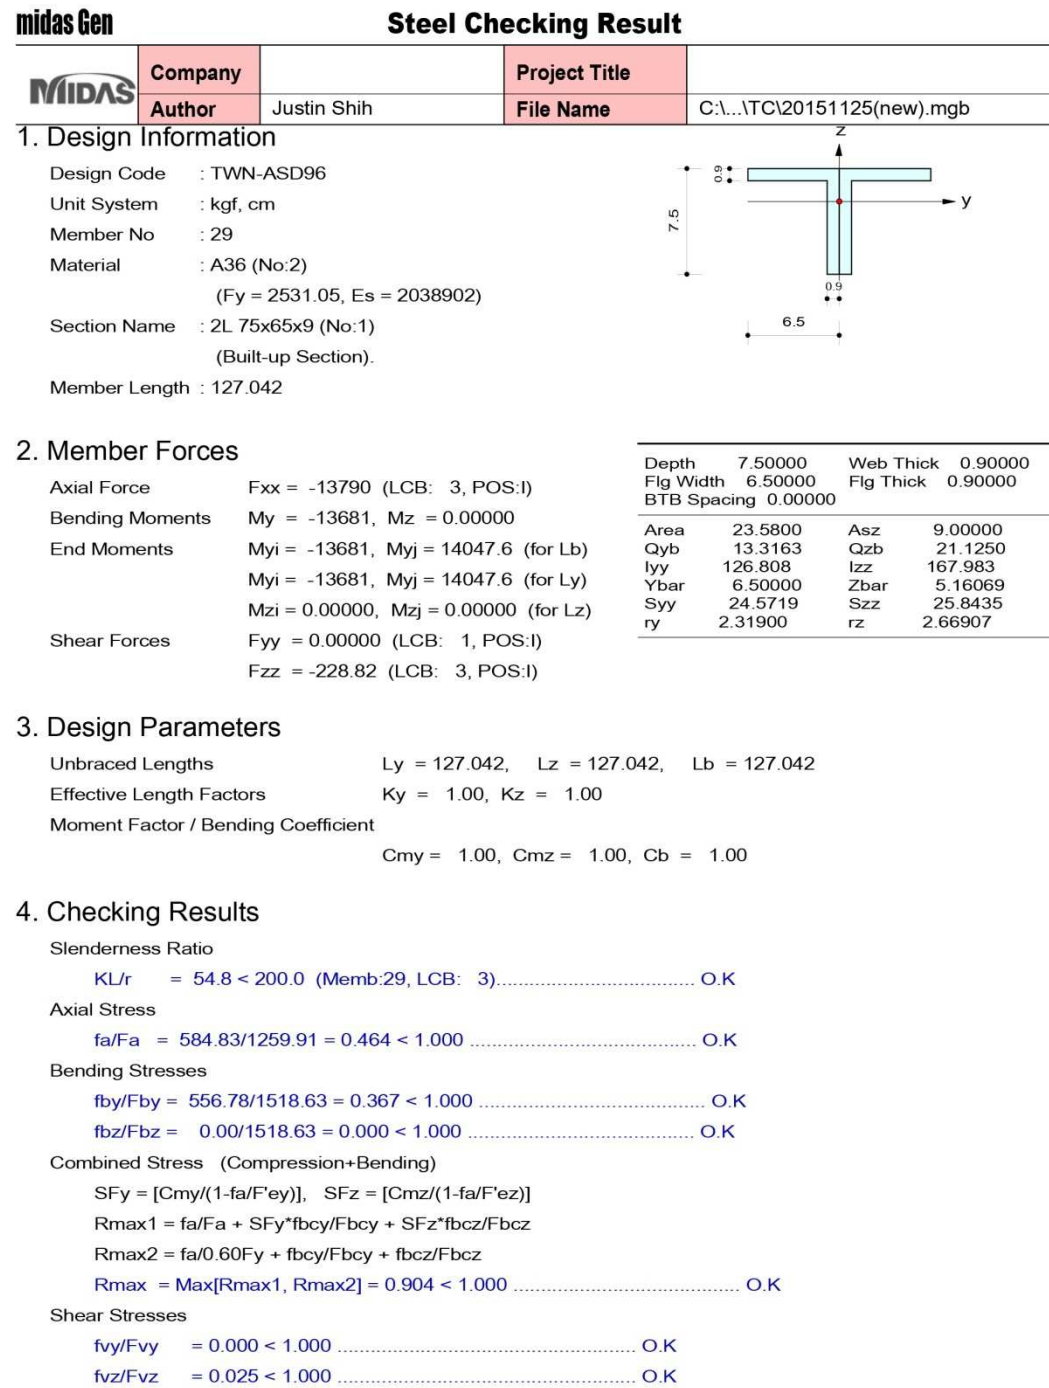 midas Gen
Steel Checking Result
MIDAS
Company
Project Title
Author
Justin Shih
File Name
C:\...\TC\20151125(new).mgb
1. Design Information
Design Code : TWN-ASD96
Unit System : kgf, cm
Member No : 29
Material : A36 (No:2)
(Fy = 2531.05, Es = 2038902)
Section Name : 2L 75x65x9 (No:1)
(Built-up Section).
Member Length : 127.042
z
y
0.9
7.5
0.9
6.5
2. Member Forces
Axial Force Fxx = -13790 (LCB: 3, POS:I)
Bending Moments My = -13681, Mz = 0.00000
End Moments Myi = -13681, Myj = 14047.6 (for Lb)
Myi = -13681, Myj = 14047.6 (for Ly)
Mzi = 0.00000, Mzj = 0.00000 (for Lz)
Shear Forces Fyy = 0.00000 (LCB: 1, POS:I)
Fzz = -228.82 (LCB: 3, POS:I)
Depth 7.50000 Web Thick 0.90000
Flg Width 6.50000 Flg Thick 0.90000
BTB Spacing 0.00000
Area 23.5800 Asz 9.00000
Qyb 13.3163 Qzb 21.1250
Iyy 126.808 Izz 167.983
Ybar 6.50000 Zbar 5.16069
Syy 24.5719 Szz 25.8435
ry 2.31900 rz 2.66907
3. Design Parameters
Unbraced Lengths Ly = 127.042, Lz = 127.042, Lb = 127.042
Effective Length Factors Ky = 1.00, Kz = 1.00
Moment Factor / Bending Coefficient
Cmy = 1.00, Cmz = 1.00, Cb = 1.00
4. Checking Results
Slenderness Ratio
KL/r = 54.8 < 200.0 (Memb:29, LCB: 3)................................... O.K
Axial Stress
fa/Fa = 584.83/1259.91 = 0.464 < 1.000 ........................................ O.K
Bending Stresses
fby/Fby = 556.78/1518.63 = 0.367 < 1.000 ........................................ O.K
fbz/Fbz = 0.00/1518.63 = 0.000 < 1.000 ........................................ O.K
Combined Stress (Compression+Bending)
SFy = [Cmy/(1-fa/F'ey)], SFz = [Cmz/(1-fa/F'ez)]
Rmax1 = fa/Fa + SFy*fbcy/Fbcy + SFz*fbcz/Fbcz
Rmax2 = fa/0.60Fy + fbcy/Fbcy + fbcz/Fbcz
Rmax = Max[Rmax1, Rmax2] = 0.904 < 1.000 ........................................ O.K
Shear Stresses
fvy/Fvy = 0.000 < 1.000 ..................................................... O.K
fvz/Fvz = 0.025 < 1.000 ..................................................... O.K